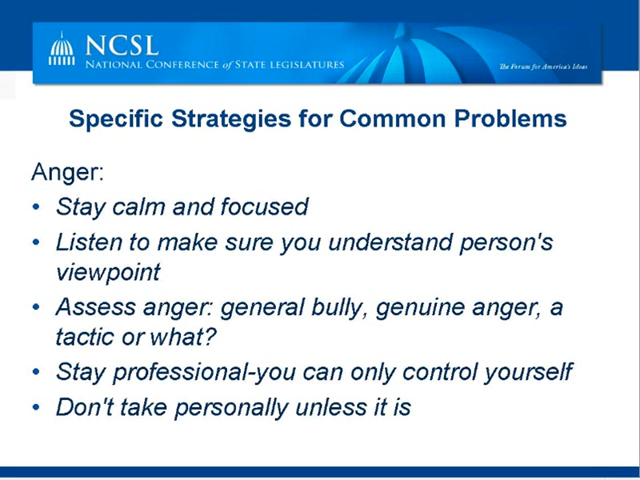 NCSL
NATIONAL CONFERENCE of STATE LEGISLATURES
The Forum for America's Ideas
Specific Strategies for Common Problems
Anger:
• Stay calm and focused
• Listen to make sure you understand person's
viewpoint
• Assess anger: general bully, genuine anger, a
tactic or what?
• Stay professional-you can only control yourself
• Don't take personally unless it is